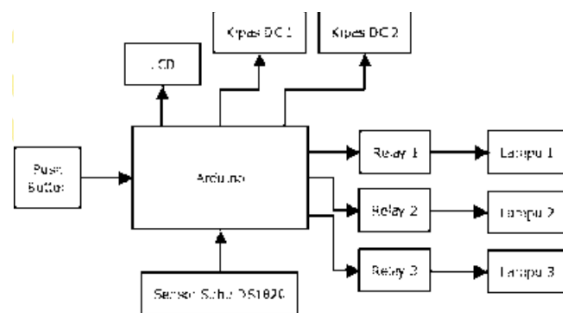 Kipas DC 1
Kipas DC 2
LCD
Push
Button
Arduino
Relay 1
Lampu 1
Relay 2
Lampu 2
Relay 3
Lampu 3
Sensor Suhu DS1820